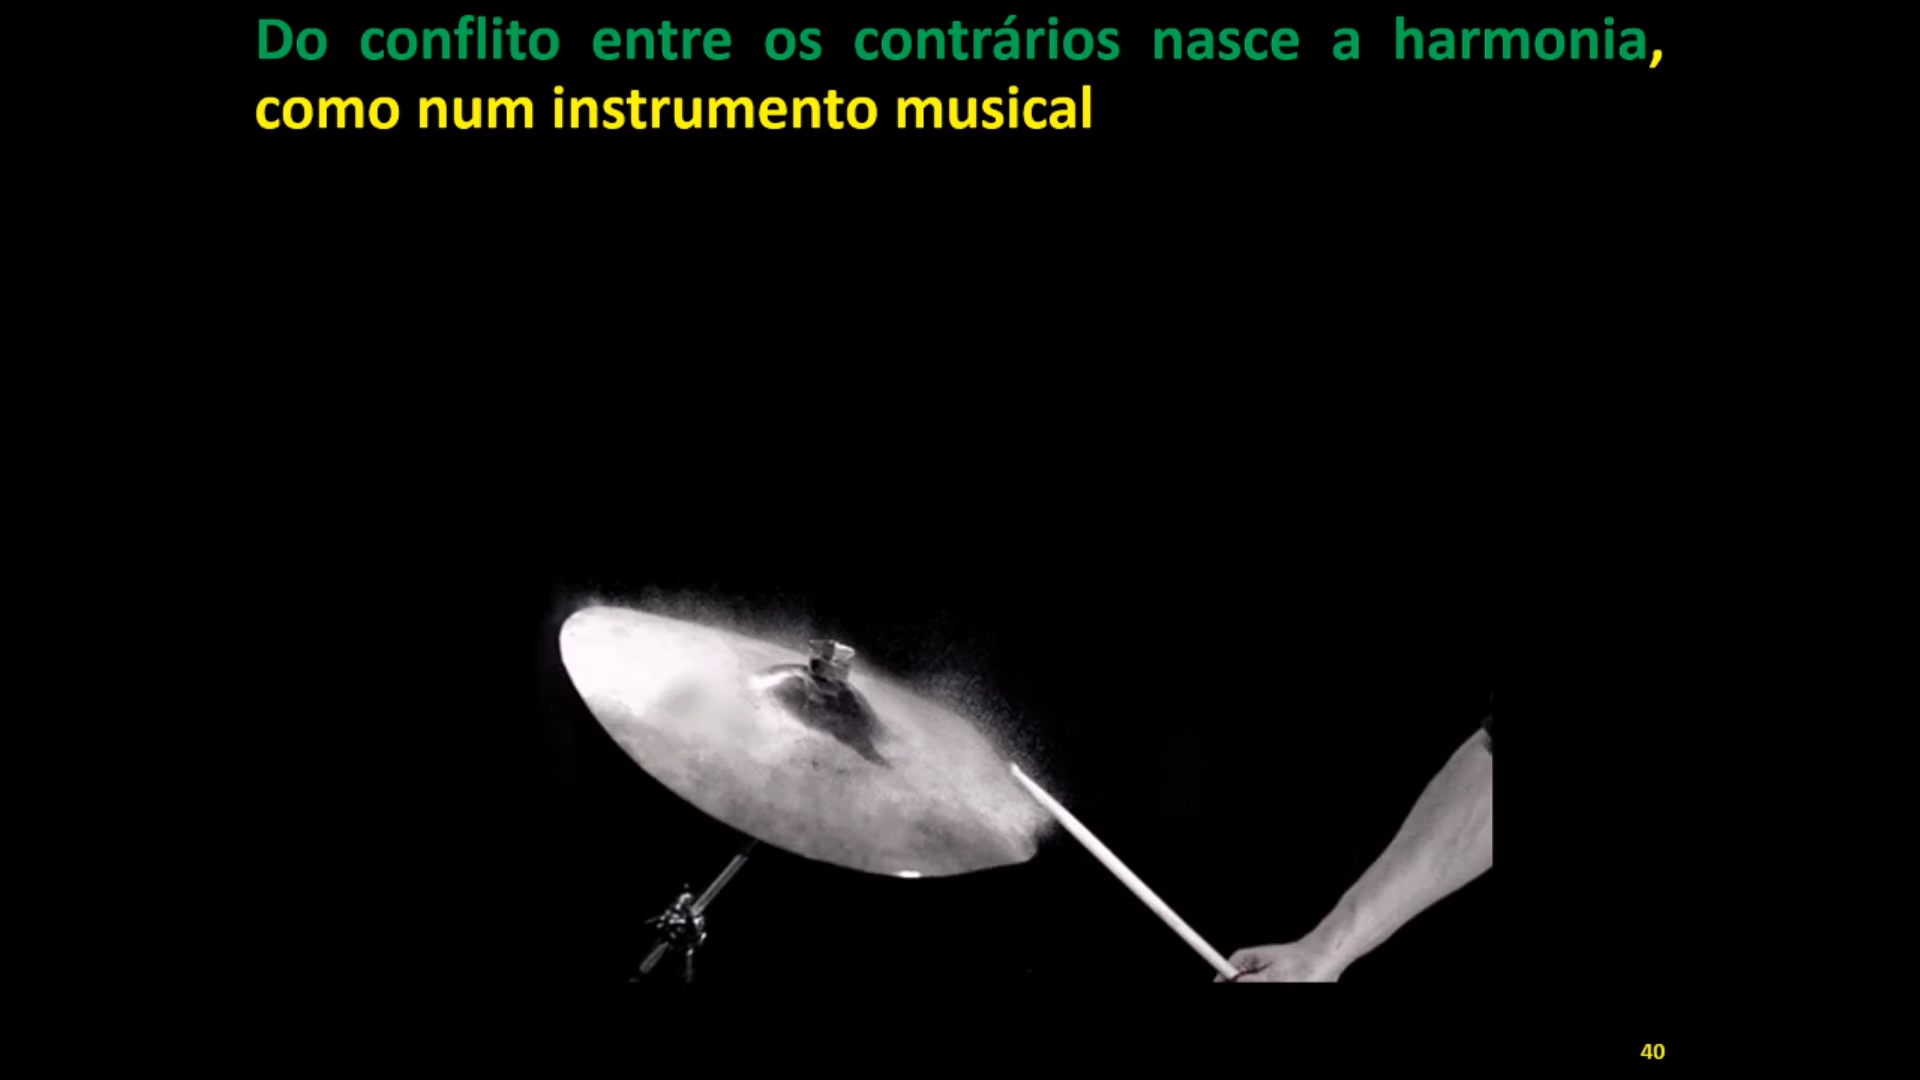 Do conflito entre os contrários nasce a harmonia,
como num instrumento musical
40